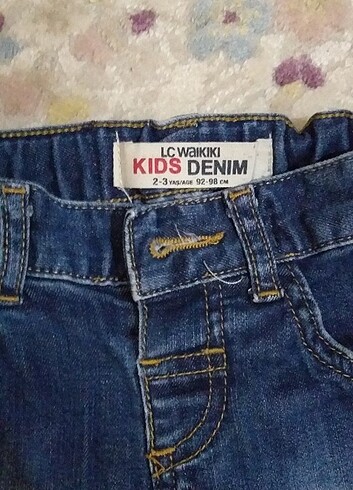 LC WAIKIKI
KIDS DENIM
2-3 YAŞ/AGE 92-98 CM